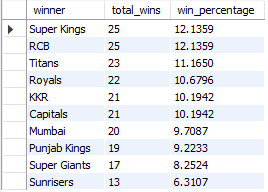 winner total_wins win_percentage
Super Kings 25 12.1359
RCB 25 12.1359
Titans 23 11.1650
Royals 22 10.6796
KKR 21 10.1942
Capitals 21 10.1942
Mumbai 20 9.7087
Punjab Kings 19 9.2233
Super Giants 17 8.2524
Sunrisers 13 6.3107